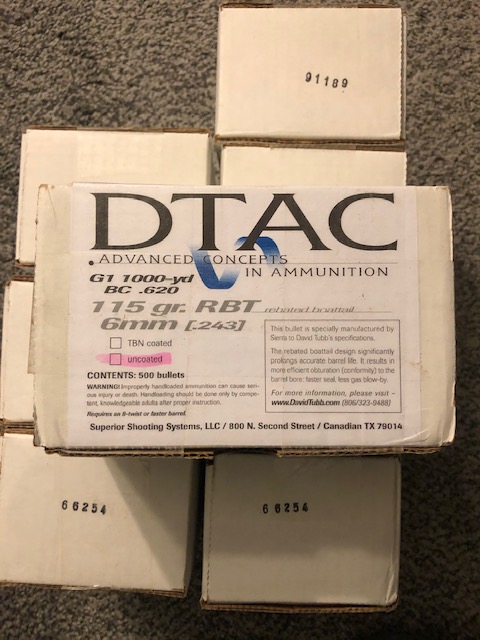 91189
DTAC
.ADVANCED CONCEPTS
IN AMMUNITION
G1 1000-yd
BC .620
115 gr. RBT rebated boattail
6mm [.243]
TBN coated
uncoated
CONTENTS: 500 bullets
WARNING! Improperly handloaded ammunition can cause seri-
ous injury or death. Handloading should be done only by compe-
tent, knowledgeable adults after proper instruction.
Requires an 8-twist or faster barrel.
This bullet is specially manufactured by
Sierra to David Tubb's specifications.
The rebated boattail design significantly
prolongs accurate barrel life. It results in
more efficient obturation (conformity) to the
barrel bore: faster seal, less gas blow-by.
For more information, please visit -
www.DavidTubb.com (806/323-9488)
Superior Shooting Systems, LLC / 800 N. Second Street / Canadian TX 79014
66254
66254